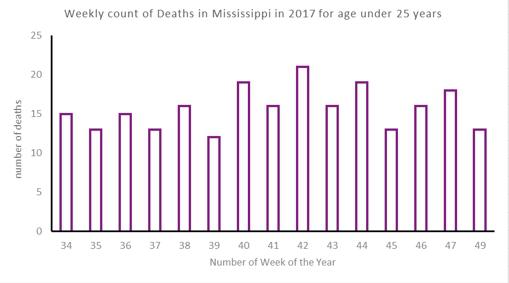 Weekly count of Deaths in Mississippi in 2017 for age under 25 years
number of deaths
25
20
15
10
5
0
34 35 36 37 38 39 40 41 42 43 44 45 46 47 49
Number of Week of the Year